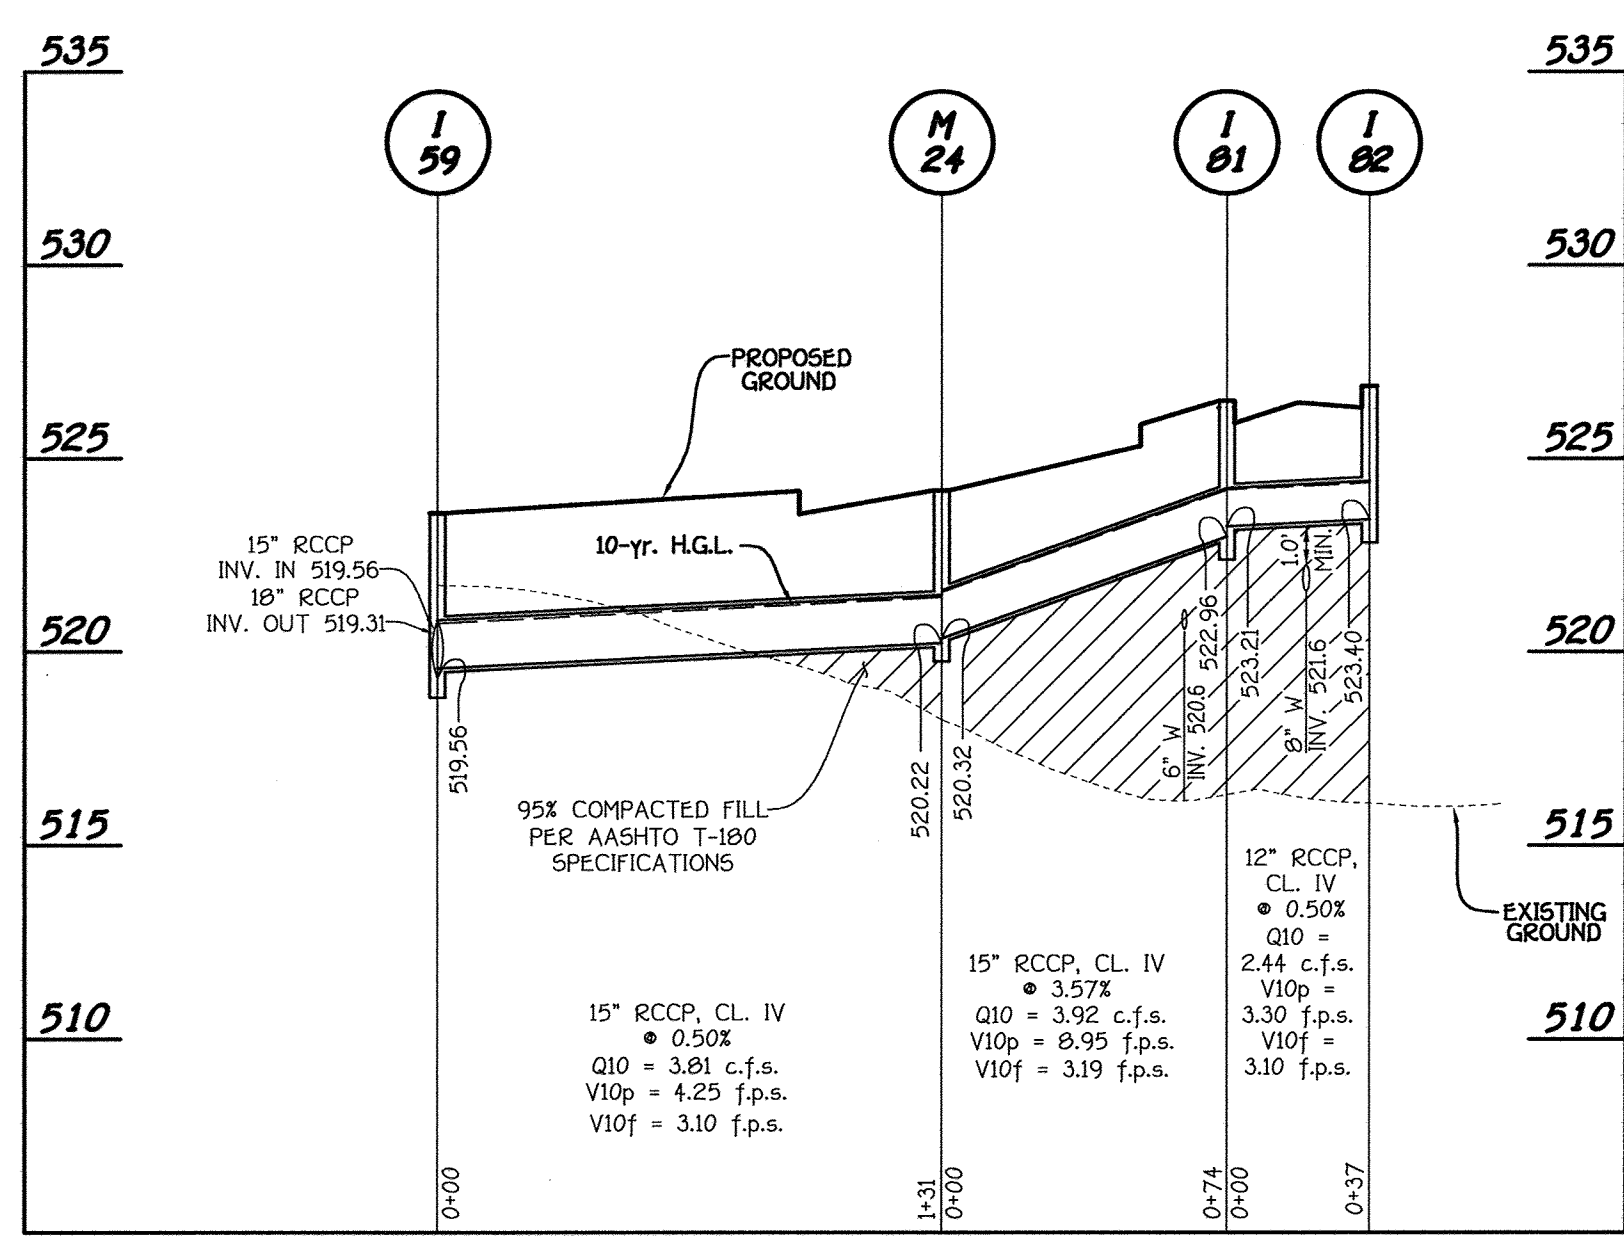 535
535
I
59
M
24
I
81
I
82
530
530
PROPOSED
GROUND
525
525
15" RCCP
INV. IN 519.56
18" RCCP
INV. OUT 519.31
10-yr. H.G.L.
1.0'
MIN.
520
520
519.56
520.22
520.32
6" W
INV. 520.6
522.96
523.21
8" W
INV. 521.6
523.40
95% COMPACTED FILL
PER AASHTO T-180
SPECIFICATIONS
515
515
EXISTING
GROUND
510
510
15" RCCP, CL. IV
@ 0.50%
Q10 = 3.81 c.f.s.
V10p = 4.25 f.p.s.
V10f = 3.10 f.p.s.
15" RCCP, CL. IV
@ 3.57%
Q10 = 3.92 c.f.s.
V10p = 8.95 f.p.s.
V10f = 3.19 f.p.s.
12" RCCP,
CL. IV
@ 0.50%
Q10 =
2.44 c.f.s.
V10p =
3.30 f.p.s.
V10f =
3.10 f.p.s.
0+00
1+31
0+00
0+74
0+00
0+37